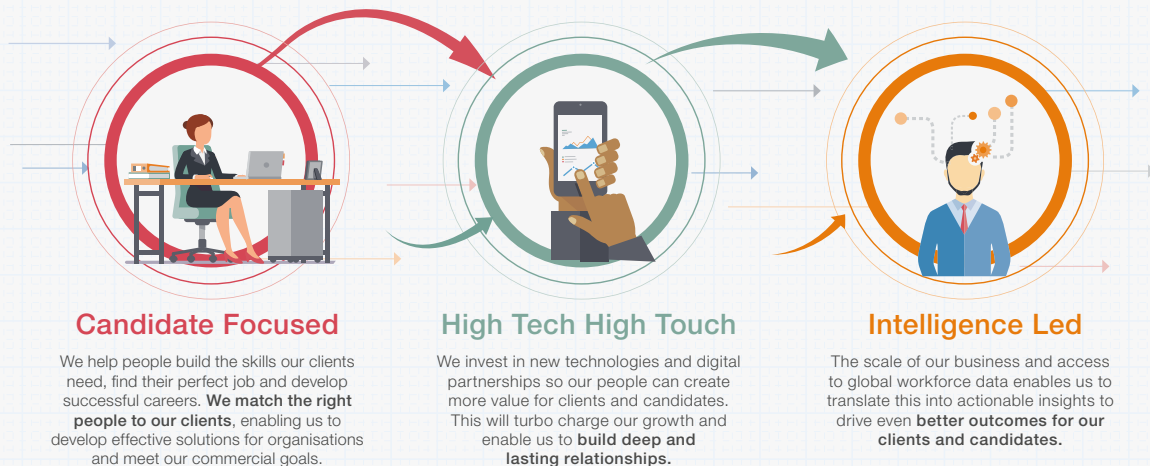 Candidate Focused
We help people build the skills our clients
need, find their perfect job and develop
successful careers. We match the right
people to our clients, enabling us to
develop effective solutions for organisations
and meet our commercial goals.
High Tech High Touch
We invest in new technologies and digital
partnerships so our people can create
more value for clients and candidates.
This will turbo charge our growth and
enable us to build deep and
lasting relationships.
Intelligence Led
The scale of our business and access
to global workforce data enables us to
translate this into actionable insights to
drive even better outcomes for our
clients and candidates.